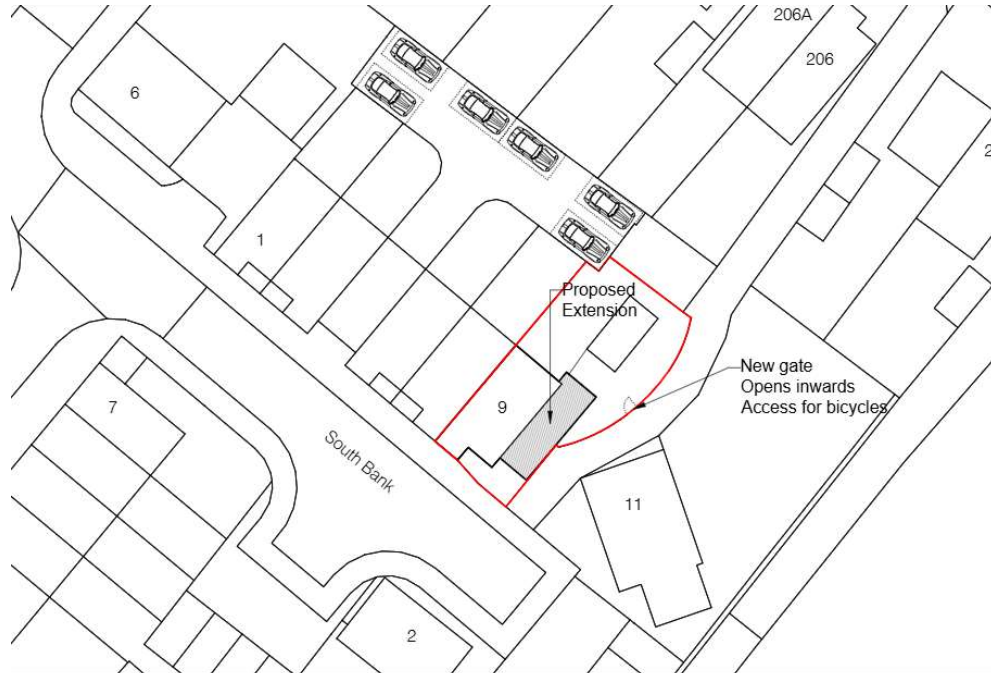 206A
206
2
6
1
Proposed
Extension
New gate
Opens inwards
Access for bicycles
9
7
South Bank
11
2